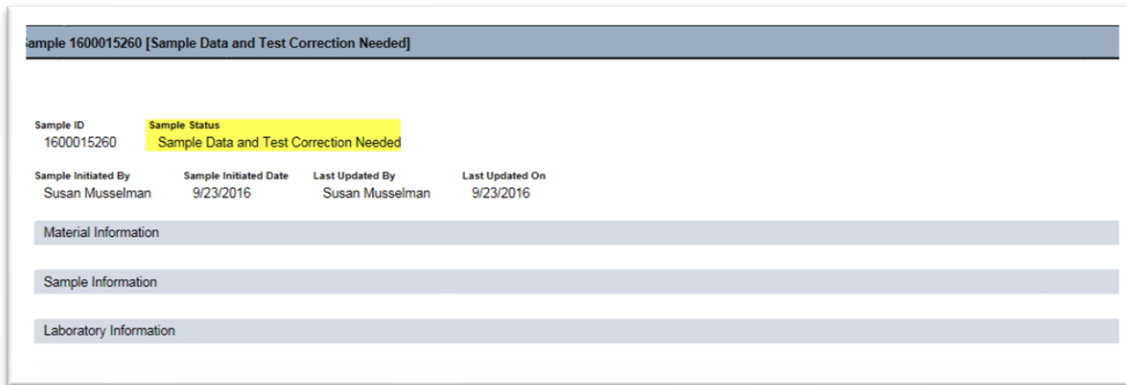 ample 1600015260 [Sample Data and Test Correction Needed]
Sample ID Sample Status
1600015260 Sample Data and Test Correction Needed
Sample Initiated By Sample Initiated Date Last Updated By Last Updated On
Susan Musselman 9/23/2016 Susan Musselman 9/23/2016
Material Information
Sample Information
Laboratory Information